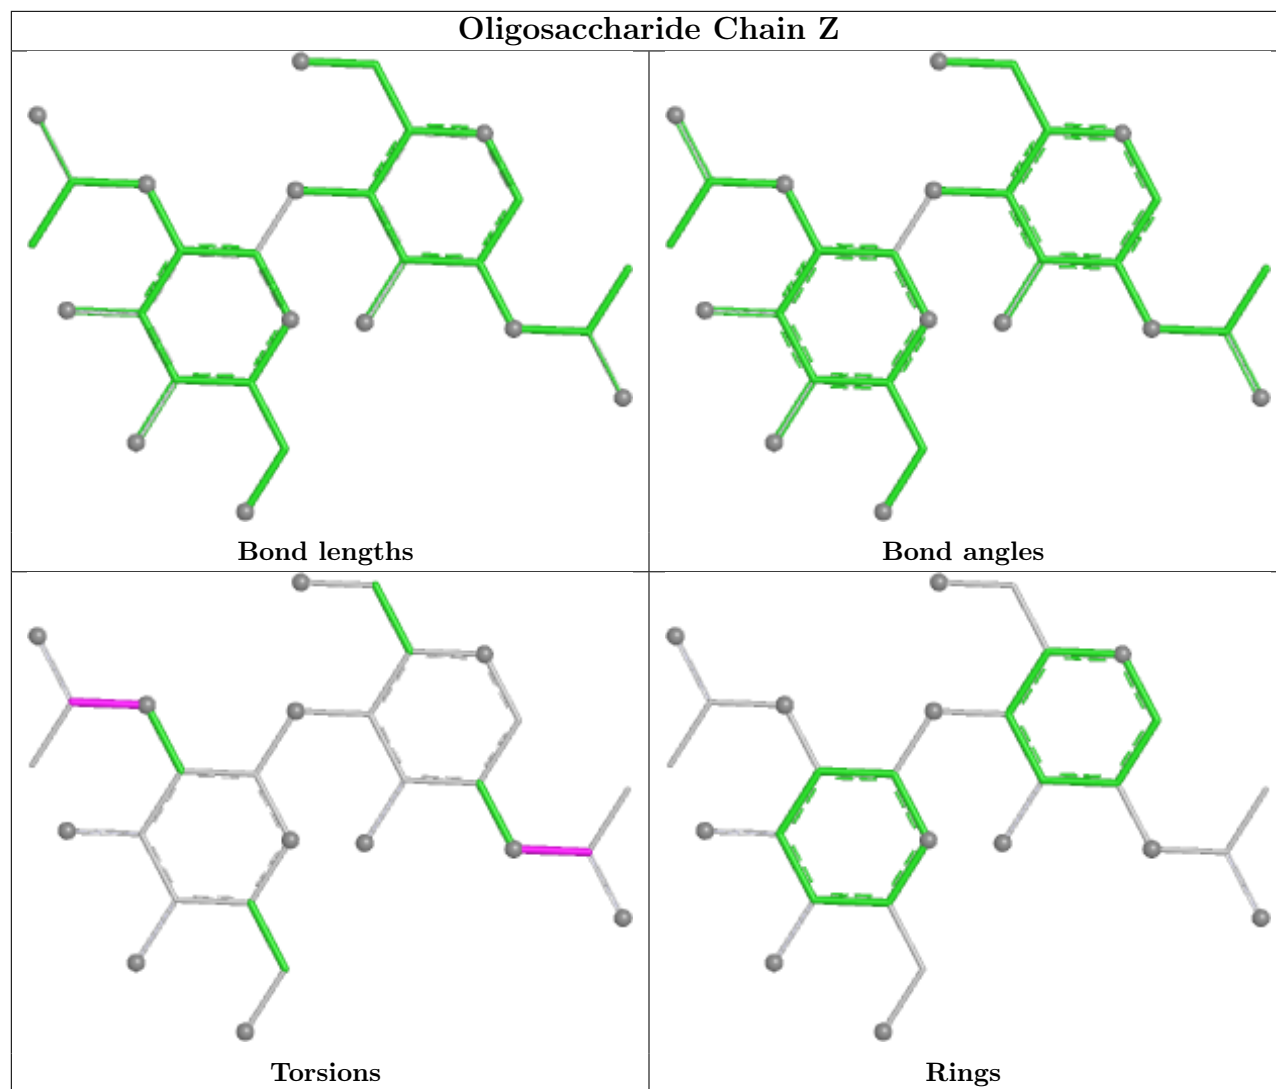 Oligosaccharide Chain Z
Bond lengths
Bond angles
Torsions
Rings